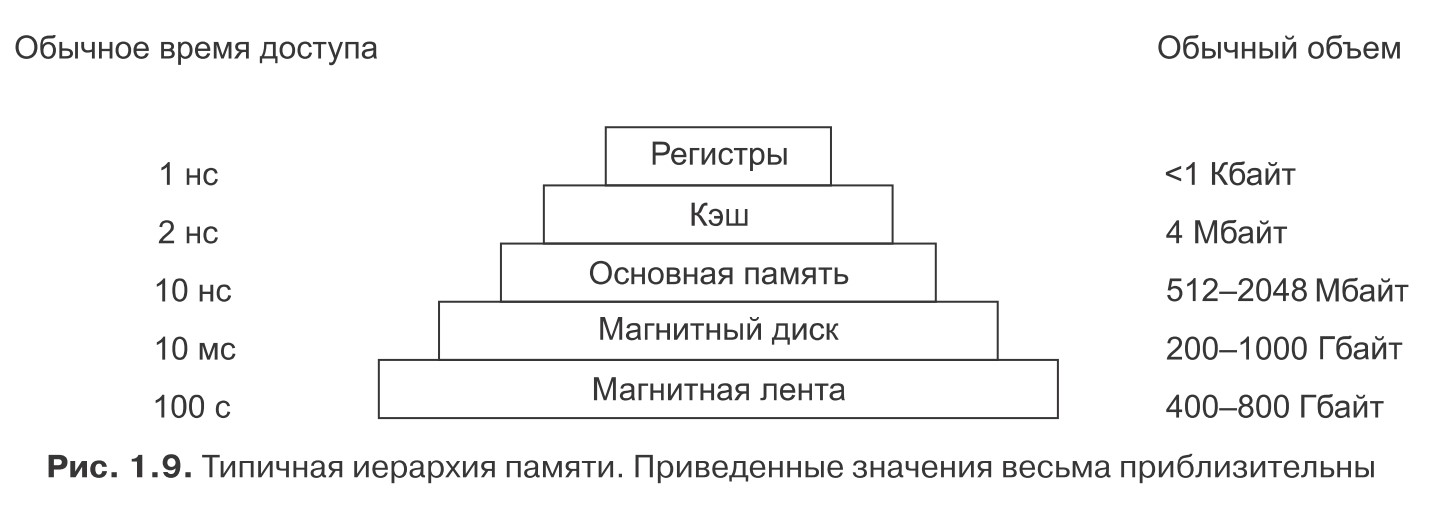 Обычное время доступа Обычный объем
1 нс Регистры <1 Кбайт
2 нс Кэш 4 Мбайт
10 нс Основная память 512–2048 Мбайт
10 мс Магнитный диск 200–1000 Гбайт
100 с Магнитная лента 400–800 Гбайт
Рис. 1.9. Типичная иерархия памяти. Приведенные значения весьма приблизительны